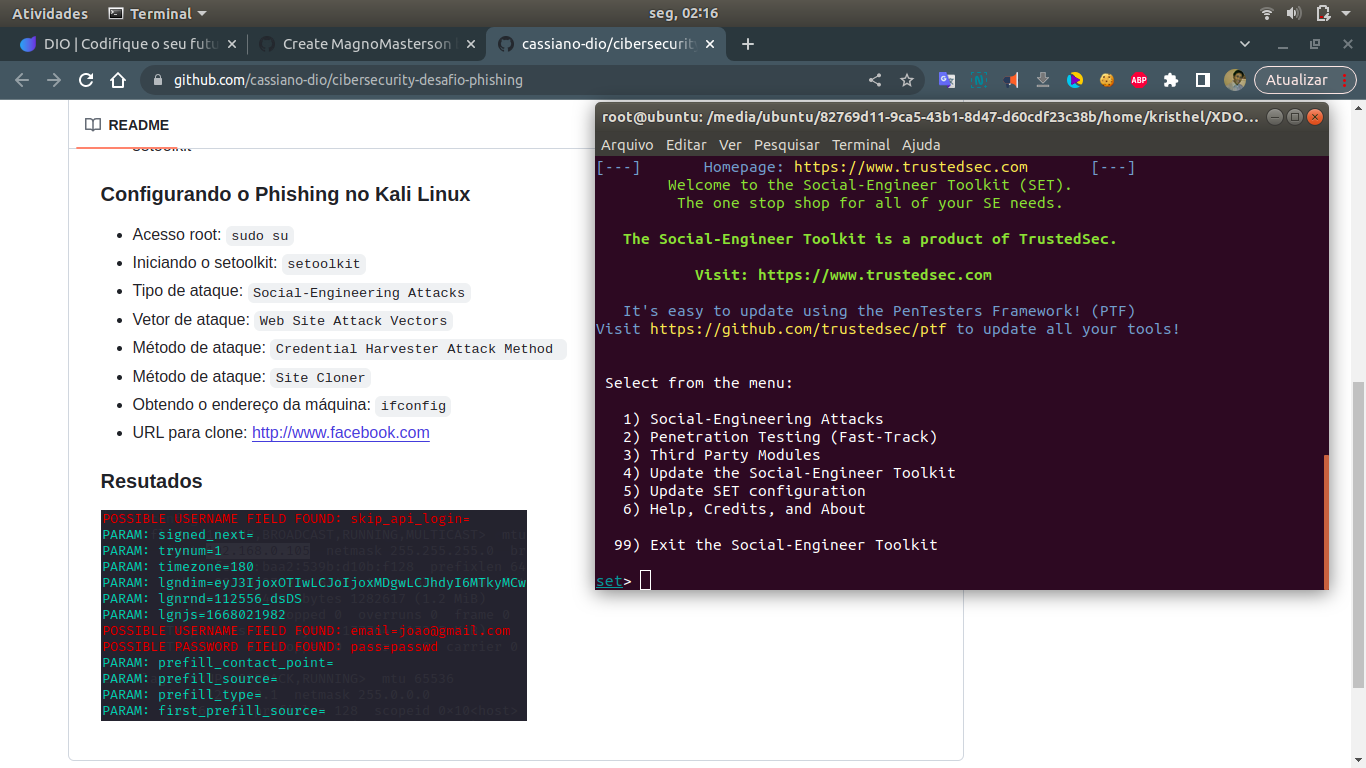 Atividades Terminal seg, 02:16
DIO | Codifique o seu futu
Create MagnoMasterson
cassiano-dio/cibersecurity
github.com/cassiano-dio/cibersecurity-desafio-phishing
ABP
Atualizar
README
setoolkit
Configurando o Phishing no Kali Linux
Acesso root: sudo su
Iniciando o setoolkit: setoolkit
Tipo de ataque: Social-Engineering Attacks
Vetor de ataque: Web Site Attack Vectors
Método de ataque: Credential Harvester Attack Method
Método de ataque: Site Cloner
Obtendo o endereço da máquina: ifconfig
URL para clone: http://www.facebook.com
Resutados
POSSIBLE USERNAME FIELD FOUND: skip_api_login=
PARAM: signed_next=
PARAM: trynum=1
PARAM: timezone=180
PARAM: lgndim=eyJ3IjoxOTIwLCJoIjoxMDgwLCJhdyI6MTkyMCw
PARAM: lgnrnd=112556_dsDS
PARAM: lgnjs=1668021982
POSSIBLE USERNAME FIELD FOUND: email=joao@gmail.com
POSSIBLE PASSWORD FIELD FOUND: pass=passwd
PARAM: prefill_contact_point=
PARAM: prefill_source=
PARAM: prefill_type=
PARAM: first_prefill_source=
root@ubuntu: /media/ubuntu/82769d11-9ca5-43b1-8d47-d60cdf23c38b/home/kristhel/XDO...
Arquivo Editar Ver Pesquisar Terminal Ajuda
[---] Homepage: https://www.trustedsec.com [---]
Welcome to the Social-Engineer Toolkit (SET).
The one stop shop for all of your SE needs.
The Social-Engineer Toolkit is a product of TrustedSec.
Visit: https://www.trustedsec.com
It's easy to update using the PenTesters Framework! (PTF)
Visit https://github.com/trustedsec/ptf to update all your tools!
Select from the menu:
1) Social-Engineering Attacks
2) Penetration Testing (Fast-Track)
3) Third Party Modules
4) Update the Social-Engineer Toolkit
5) Update SET configuration
6) Help, Credits, and About
99) Exit the Social-Engineer Toolkit
set>